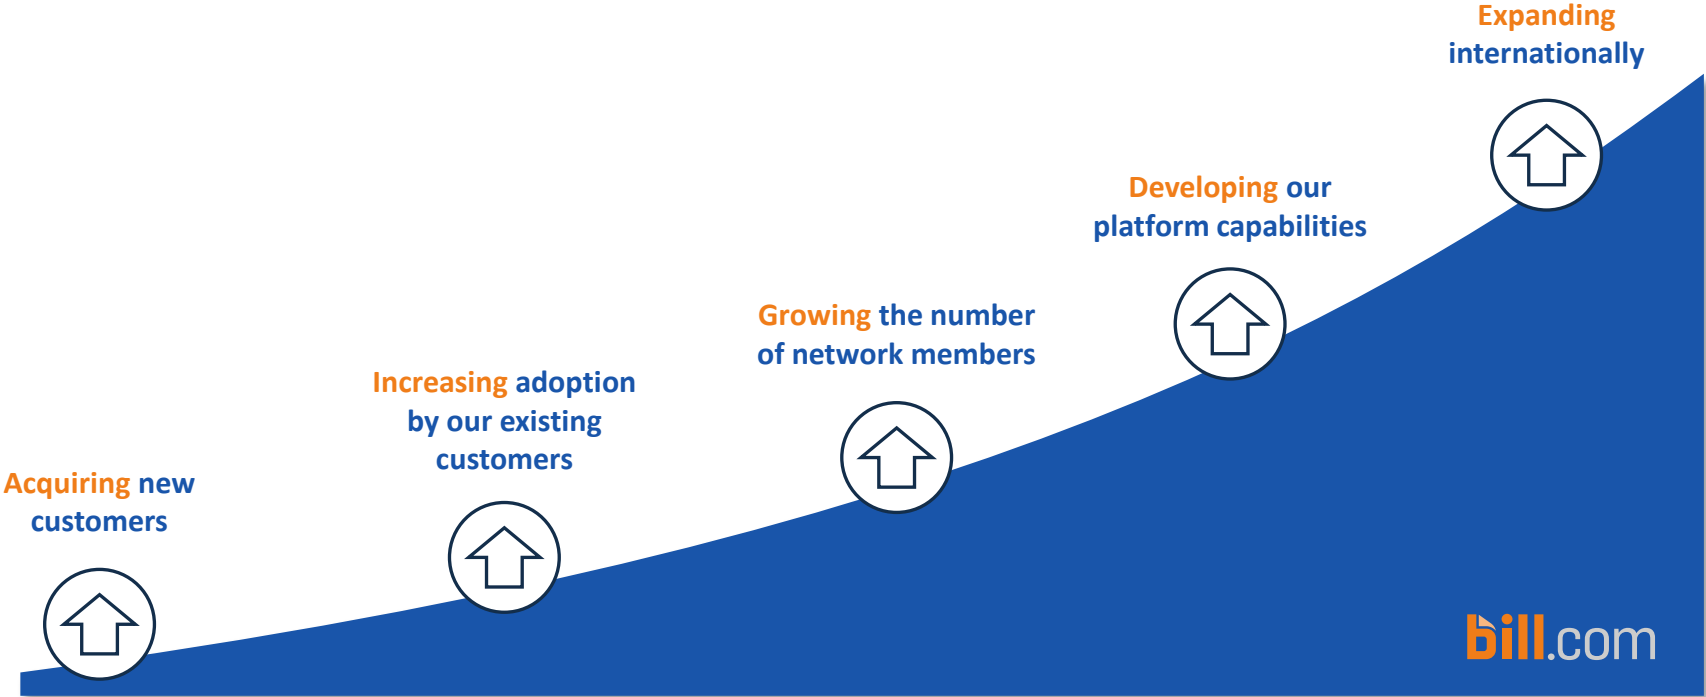 Expanding
internationally
Developing our
platform capabilities
Growing the number
of network members
Increasing adoption
by our existing
customers
Acquiring new
customers
bill.com